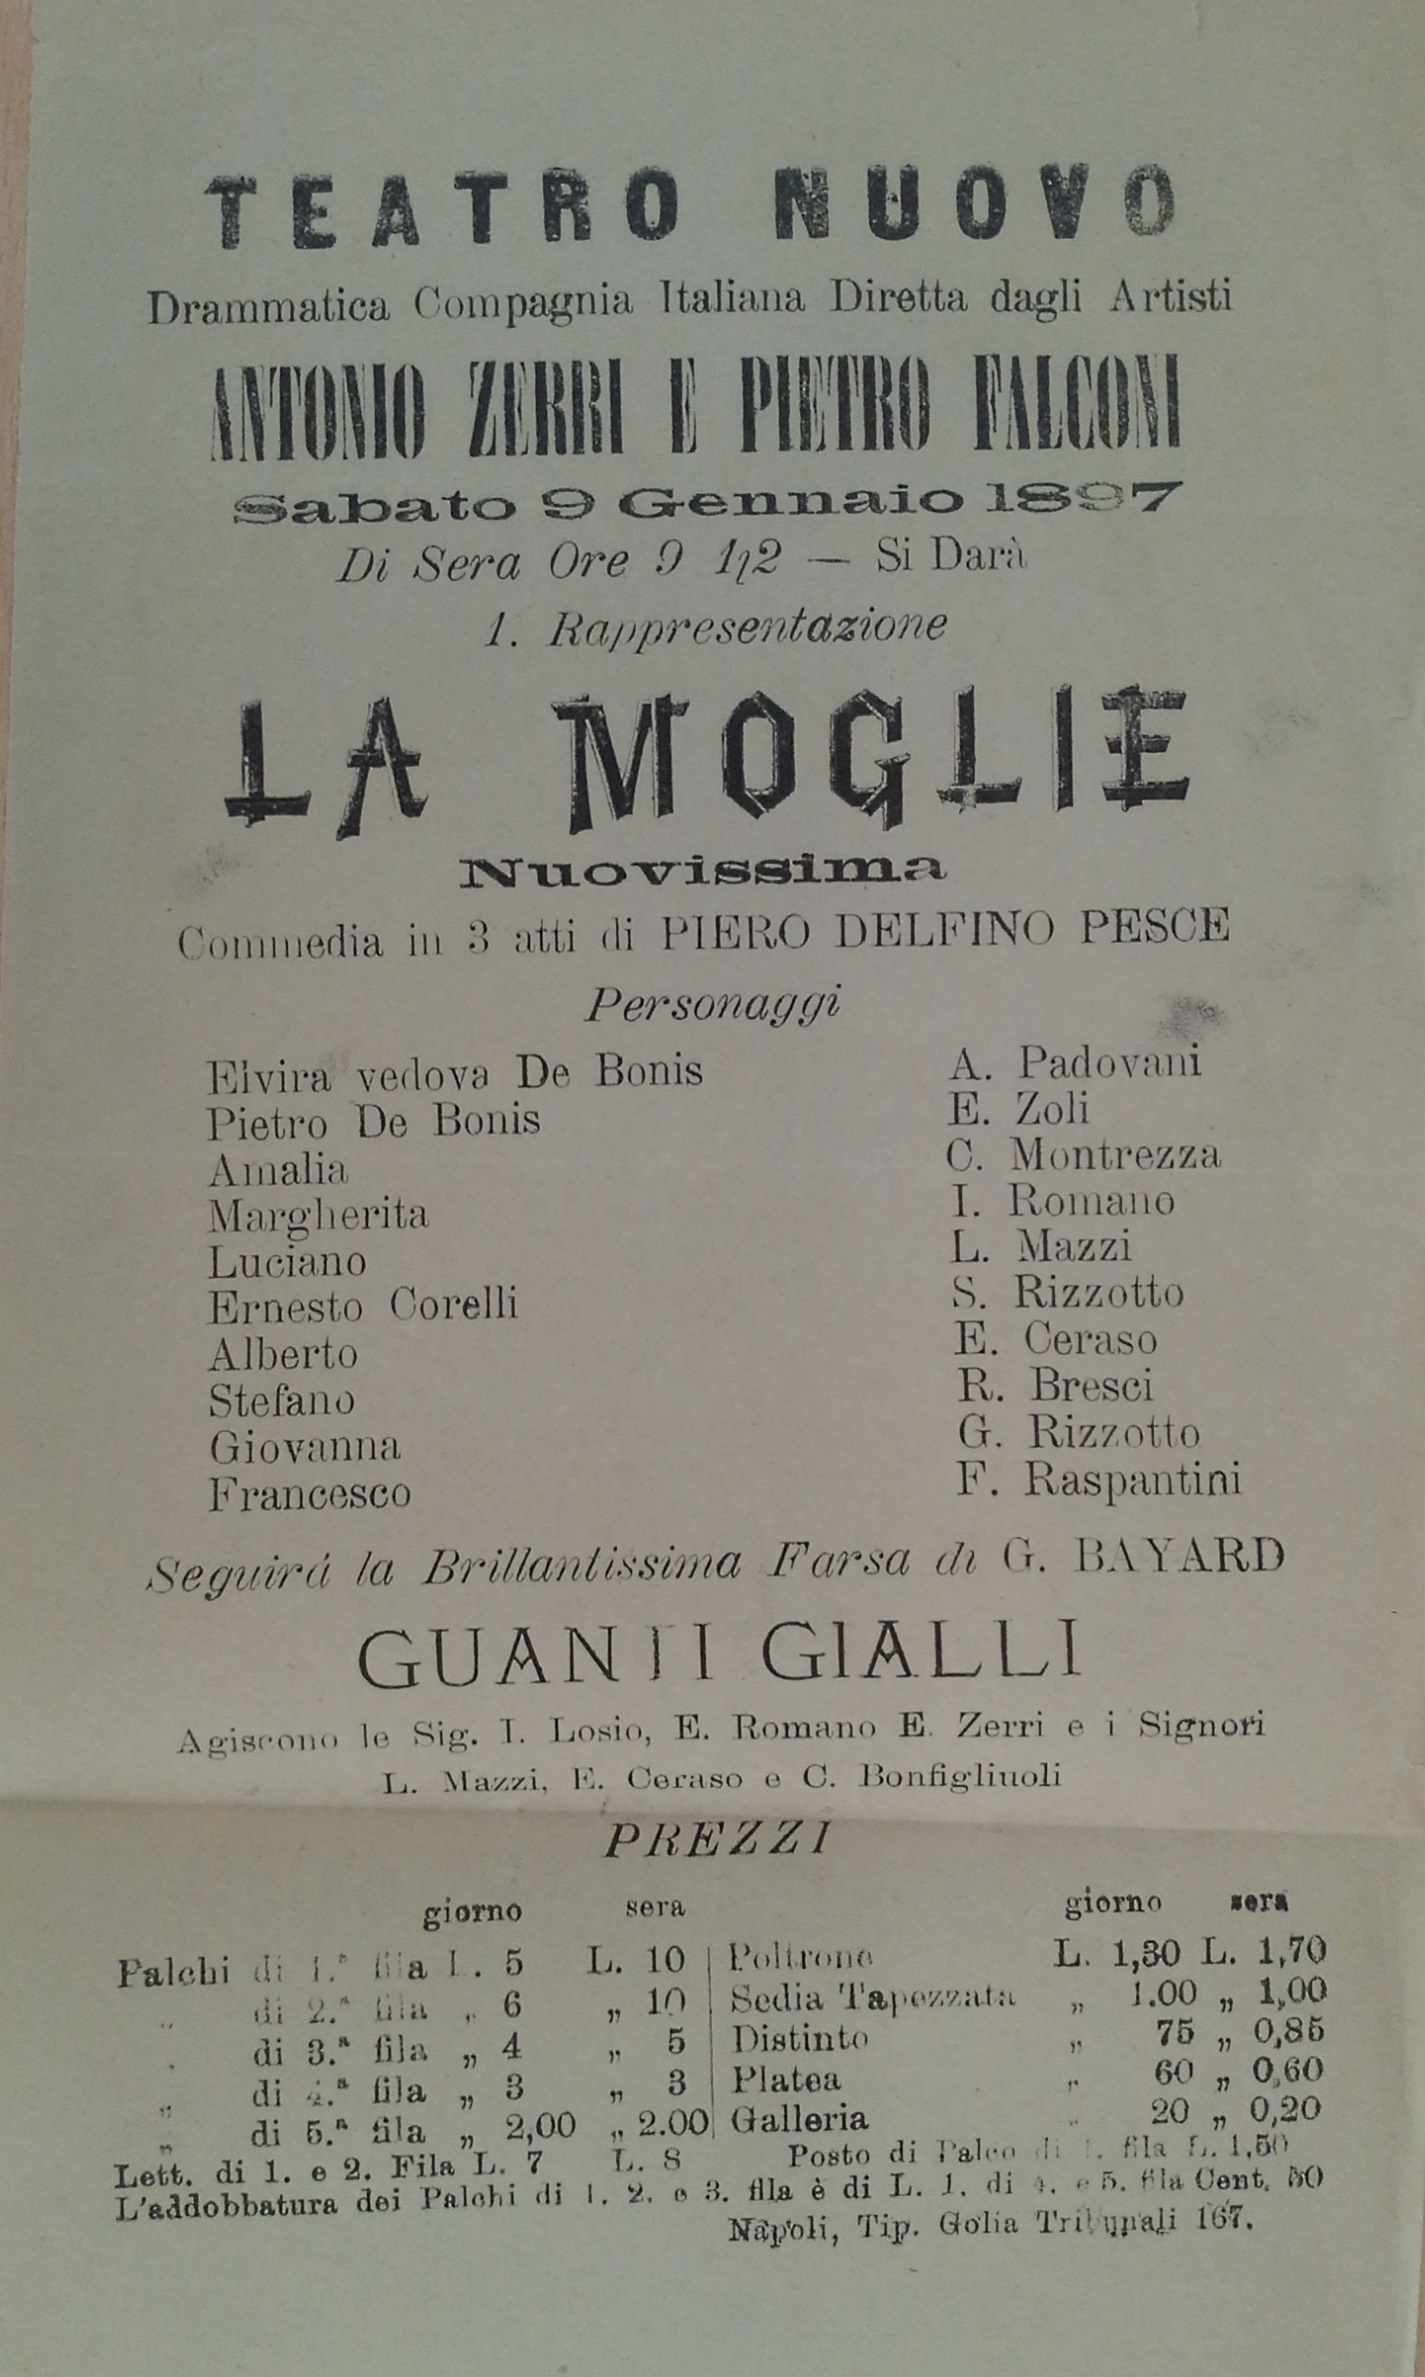 TEATRO NUOVO
Drammatica Compagnia Italiana Diretta dagli Artisti
ANTONIO ZERRI E PIETRO FALCONI
Sabato 9 Gennaio 1897
Di Sera Ore 9 1/2 — Si Darà
1. Rappresentazione
LA MOGLIE
Nuovissima
Commedia in 3 atti di PIERO DELFINO PESCE
Personaggi
Elvira vedova De Bonis A. Padovani
Pietro De Bonis E. Zoli
Amalia C. Montrezza
Margherita I. Romano
Luciano L. Mazzi
Ernesto Corelli S. Rizzotto
Alberto E. Ceraso
Stefano R. Bresci
Giovanna G. Rizzotto
Francesco F. Raspantini
Seguirá la Brillantissima Farsa di G. BAYARD
GUANTI GIALLI
Agiscono le Sig. I. Losio, E. Romano E. Zerri e i Signori
L. Mazzi, E. Ceraso e C. Bonfigliuoli
PREZZI
giorno sera giorno sera
Palchi di 1.ª fila L. 5 L. 10 Poltrone L. 1,30 L. 1,70
„ di 2.ª fila „ 6 „ 10 Sedia Tapezzata „ 1.00 „ 1,00
„ di 3.ª fila „ 4 „ 5 Distinto „ 75 „ 0,85
„ di 4.ª fila „ 3 „ 3 Platea „ 60 „ 0,60
„ di 5.ª fila „ 2,00 „ 2.00 Galleria „ 20 „ 0,20
Lett. di 1. e 2. Fila L. 7 L. 8 Posto di Palco di 1. fila L. 1,50
L'addobbatura dei Palchi di 1. 2. e 3. fila è di L. 1. di 4. e 5. fila Cent. 50
Napoli, Tip. Golia Tribunali 167.